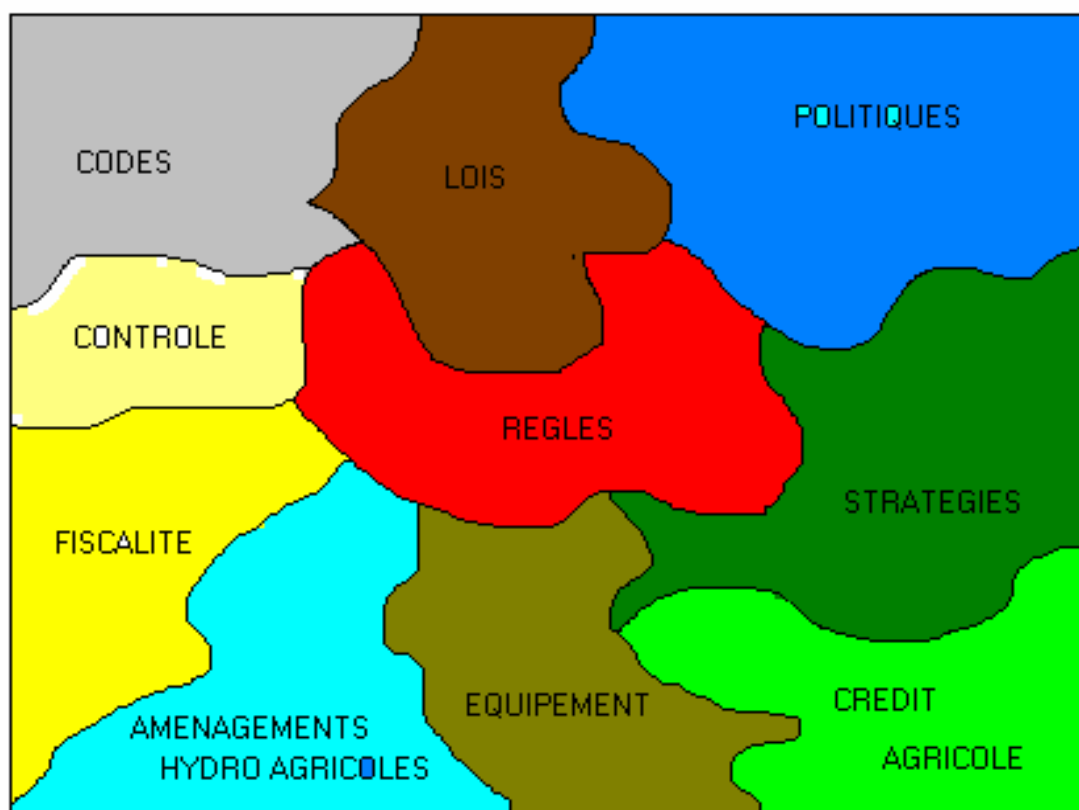 POLITIQUES
CODES
LOIS
CONTROLE
REGLES
STRATEGIES
FISCALITE
CREDIT
AGRICOLE
EQUIPEMENT
AMENAGEMENTS
HYDRO AGRICOLES